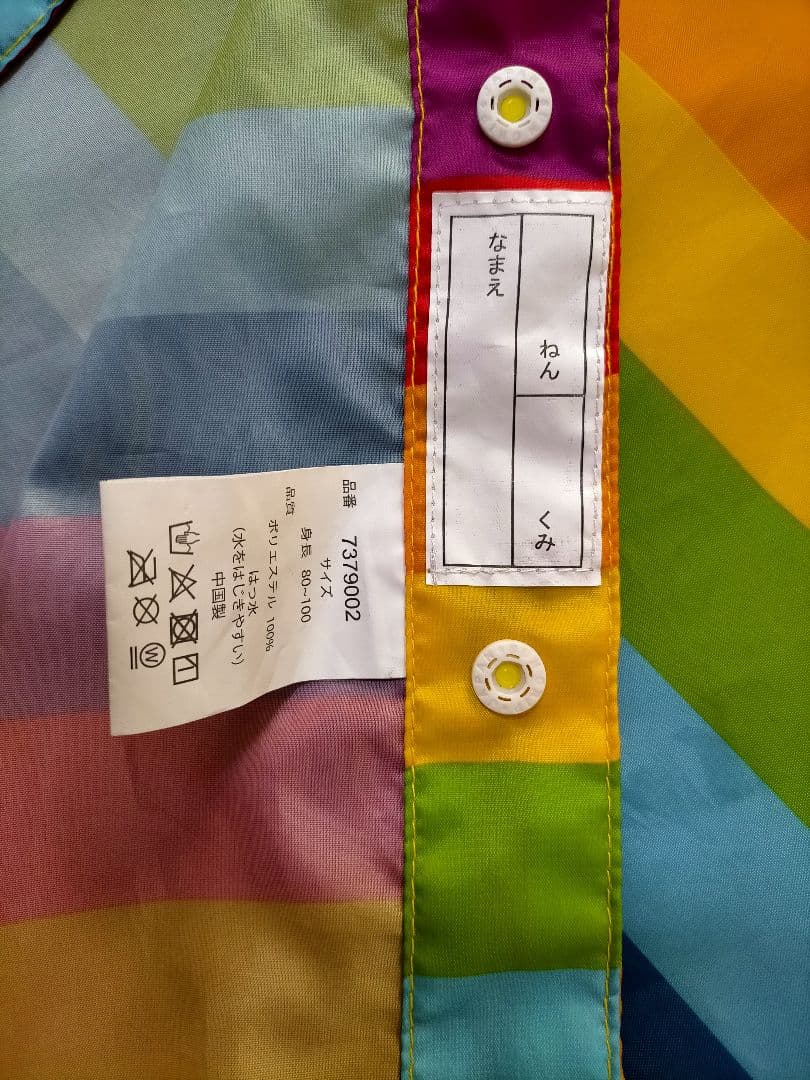 品番 7379002
サイズ
身長 80~100
品質
ポリエステル 100%
はっ水
(水をはじきやすい)
中国製
W
ねん
くみ
なまえ